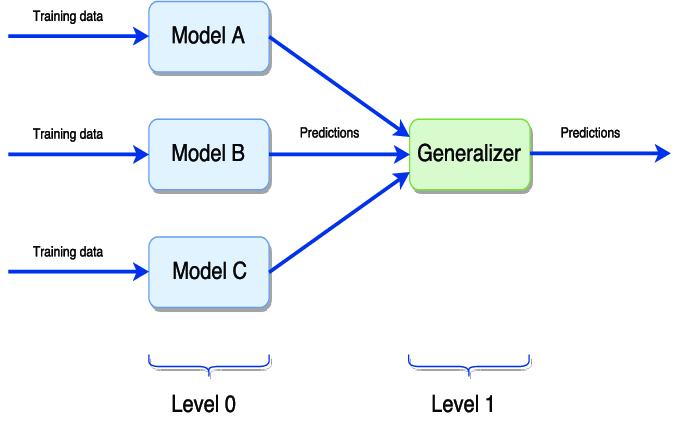 Training data
Model A
Training data
Model B
Predictions
Generalizer
Predictions
Training data
Model C
Level 0
Level 1